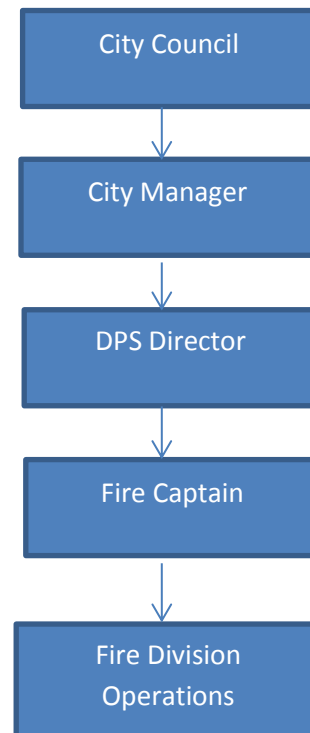 City Council
City Manager
DPS Director
Fire Captain
Fire Division
Operations